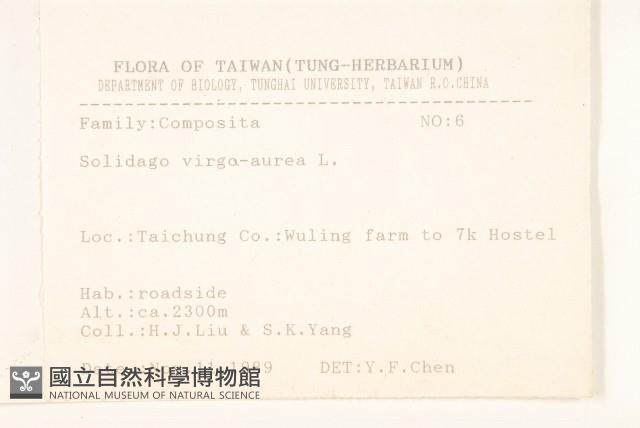 FLORA OF TAIWAN(TUNG-HERBARIUM)
DEPARTMENT OF BIOLOGY, TUNGHAI UNIVERSITY, TAIWAN R.O.CHINA
Family:Composita NO:6
Solidago virga-aurea L.
Loc.:Taichung Co.:Wuling farm to 7k Hostel
Hab.:roadside
Alt.:ca.2300m
Coll.:H.J.Liu & S.K.Yang
DET:Y.F.Chen
國立自然科學博物館
NATIONAL MUSEUM OF NATURAL SCIENCE